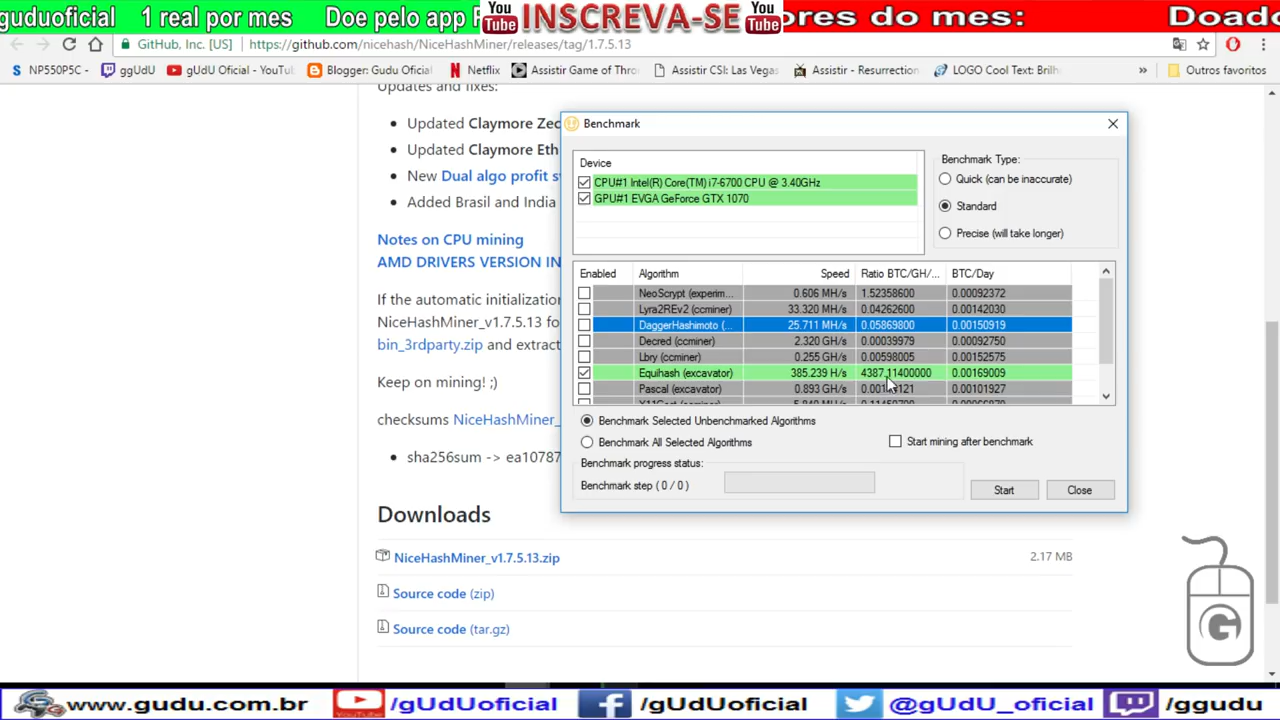 guduoficial 1 real por mes Doe pelo app
You Tube INSCREVA-SE You Tube
ores do mes: Doado
GitHub, Inc. [US] https://github.com/nicehash/NiceHashMiner/releases/tag/1.7.5.13
NP550P5C - ggUdU gUdU Oficial - YouTu Blogger: Gudu Oficial Netflix Assistir Game of Thro Assistir CSI: Las Vegas Assistir - Resurrection LOGO Cool Text: Brilh » Outros favoritos
Updates and fixes:
• Updated Claymore Zec
• Updated Claymore Eth
• New Dual algo profit s
• Added Brasil and India
Notes on CPU mining
AMD DRIVERS VERSION IN
If the automatic initialization
NiceHashMiner_v1.7.5.13 fo
bin_3rdparty.zip and extract
Keep on mining! ;)
checksums NiceHashMiner_
• sha256sum -> ea10787
Downloads
NiceHashMiner_v1.7.5.13.zip 2.17 MB
Source code (zip)
Source code (tar.gz)
Benchmark
Device
CPU#1 Intel(R) Core(TM) i7-6700 CPU @ 3.40GHz
GPU#1 EVGA GeForce GTX 1070
Benchmark Type:
Quick (can be inaccurate)
Standard
Precise (will take longer)
Enabled Algorithm Speed Ratio BTC/GH/... BTC/Day
NeoScrypt (experim... 0.606 MH/s 1.52358600 0.00092372
Lyra2REv2 (ccminer) 33.320 MH/s 0.04262600 0.00142030
DaggerHashimoto (... 25.711 MH/s 0.05869800 0.00150919
Decred (ccminer) 2.320 GH/s 0.00039979 0.00092750
Lbry (ccminer) 0.255 GH/s 0.00598005 0.00152575
Equihash (excavator) 385.239 H/s 4387.11400000 0.00169009
Pascal (excavator) 0.893 GH/s 0.00101927
Benchmark Selected Unbenchmarked Algorithms
Benchmark All Selected Algorithms
Start mining after benchmark
Benchmark progress status:
Benchmark step ( 0 / 0 )
Start Close
G
www.gudu.com.br YouTube /gUdUoficial /gUdUoficial @gUdU_oficial /ggudu